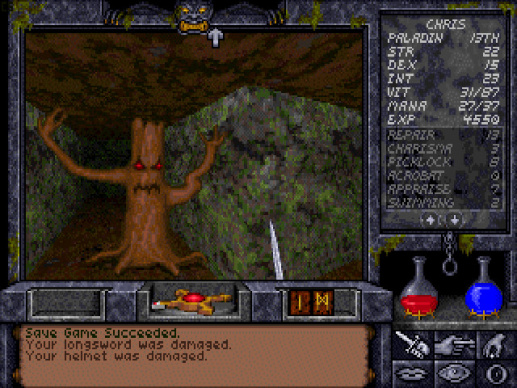 CHRIS
PALADIN 13TH
STR 22
DEX 15
INT 23
VIT 31/87
MANA 27/37
EXP 4550
REPAIR 13
CHARISMA 3
PICKLOCK 8
ACROBAT 0
APPRAISE 7
SWIMMING 2
Save Game Succeeded.
Your longsword was damaged.
Your helmet was damaged.